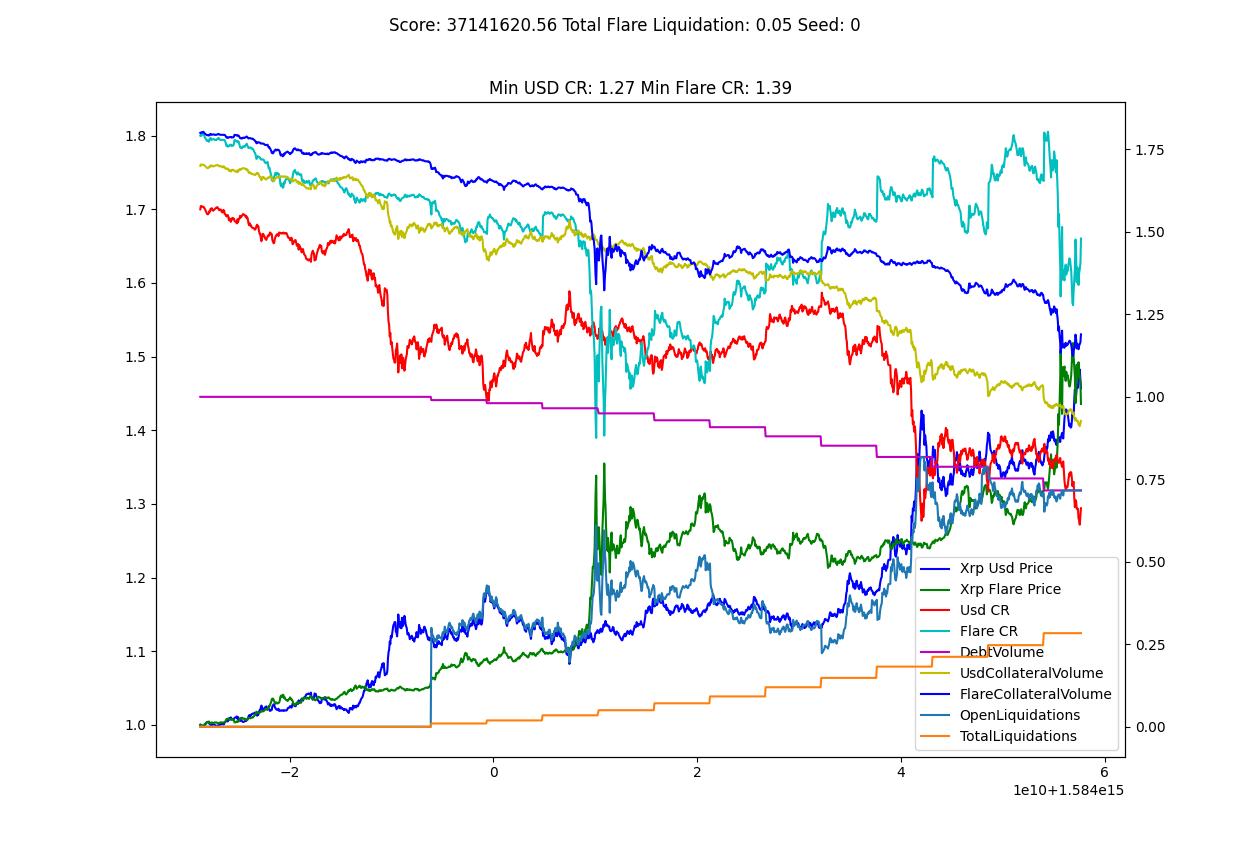 Score: 37141620.56 Total Flare Liquidation: 0.05 Seed: 0
Min USD CR: 1.27 Min Flare CR: 1.39
1.8
1.7
1.6
1.5
1.4
1.3
1.2
1.1
1.0
1.75
1.50
1.25
1.00
0.75
0.50
0.25
0.00
Xrp Usd Price
Xrp Flare Price
Usd CR
Flare CR
DebtVolume
UsdCollateralVolume
FlareCollateralVolume
OpenLiquidations
TotalLiquidations
−2 0 2 4 6
1e10+1.584e15